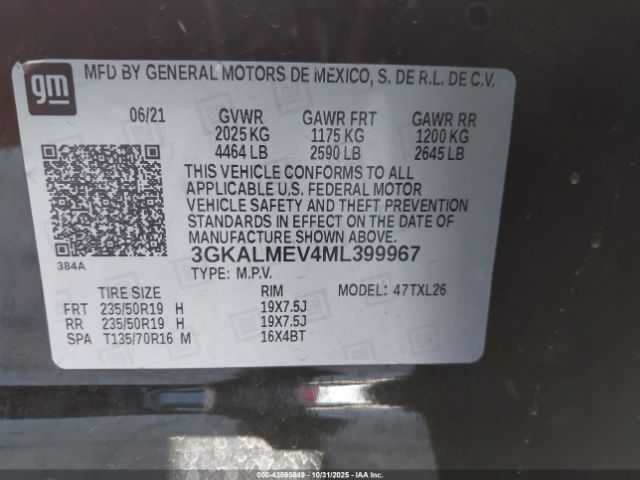 gm MFD BY GENERAL MOTORS DE MEXICO, S. DE R.L. DE C.V.
06/21 GVWR GAWR FRT GAWR RR
2025 KG 1175 KG 1200 KG
4464 LB 2590 LB 2645 LB
THIS VEHICLE CONFORMS TO ALL
APPLICABLE U.S. FEDERAL MOTOR
VEHICLE SAFETY AND THEFT PREVENTION
STANDARDS IN EFFECT ON THE DATE OF
MANUFACTURE SHOWN ABOVE.
384A 3GKALMEV4ML399967
TYPE: M.P.V.
TIRE SIZE RIM MODEL: 47TXL26
FRT 235/50R19 H 19X7.5J
RR 235/50R19 H 19X7.5J
SPA T135/70R16 M 16X4BT
000-43595049 | 10/31/2025 | IAAI.COM